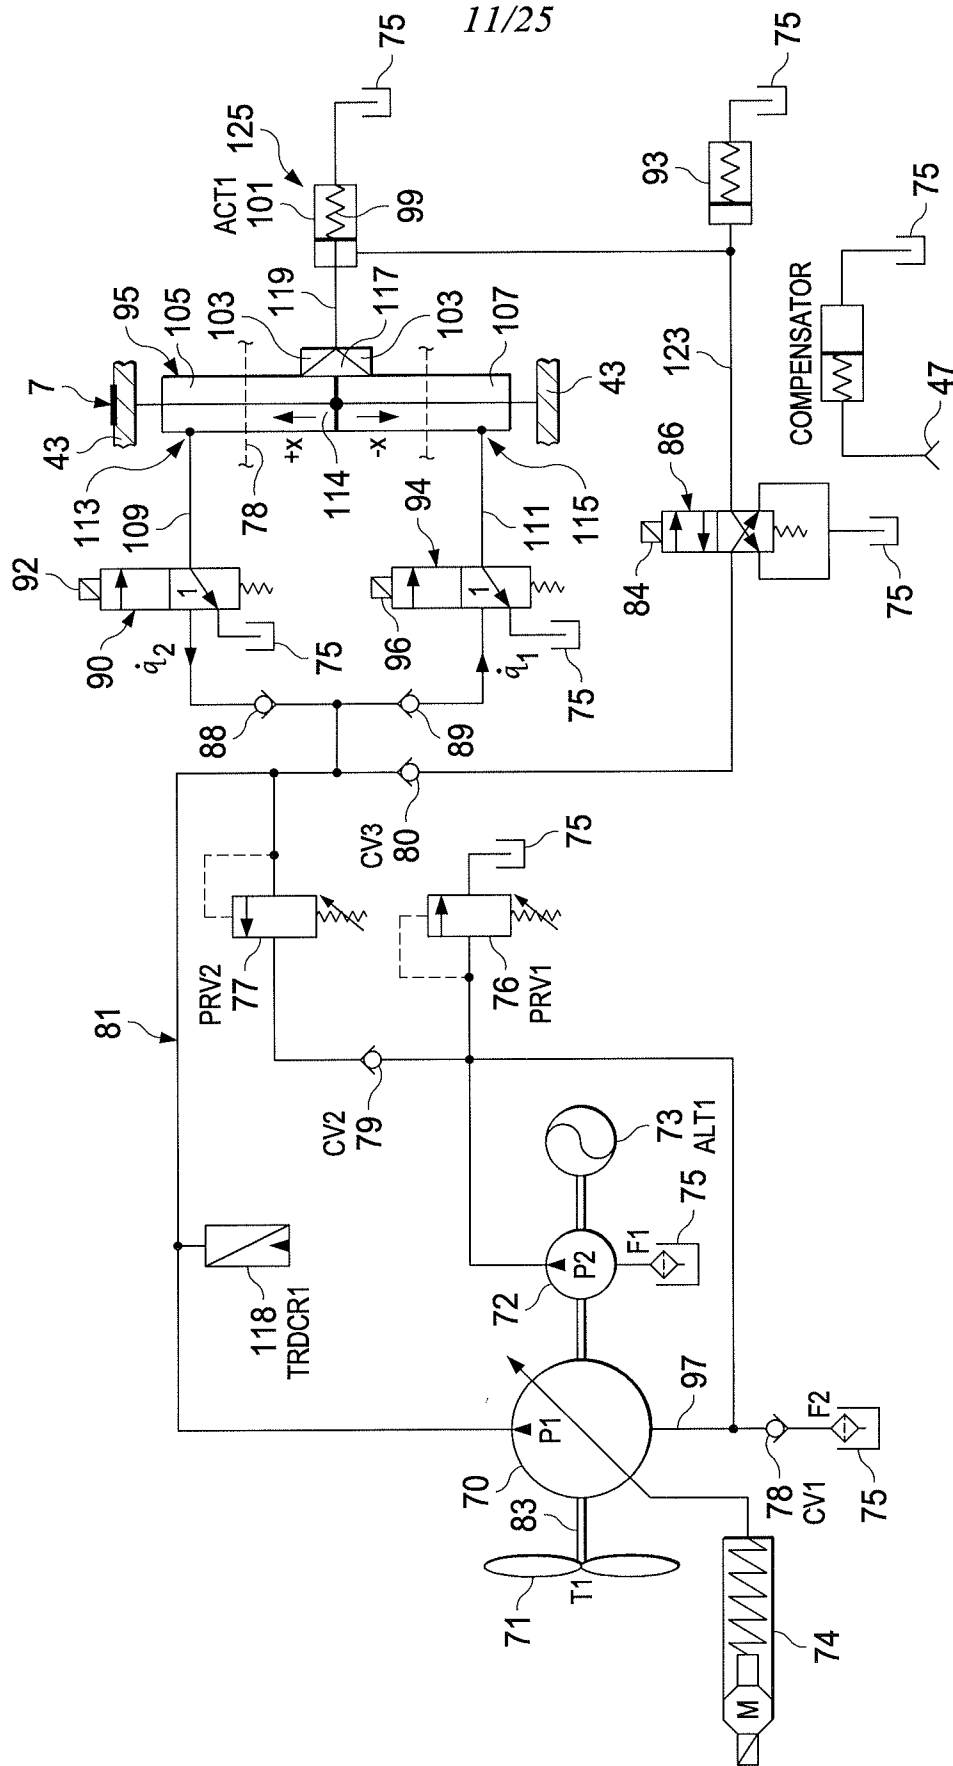 11/25
75
125
ACT1
101
99
95
105
103
119
117
103
107
7
43
43
113
109
78
+x
114
-x
94
111
115
92
90
q̇2
1
75
96
1
q̇1
75
88
89
93
75
123
86
84
75
COMPENSATOR
75
47
CV3
80
81
PRV2
77
75
76
PRV1
CV2
79
118
TRDCR1
73
ALT1
P2
72
F1
75
P1
70
83
97
71
T1
78
CV1
F2
75
M
74